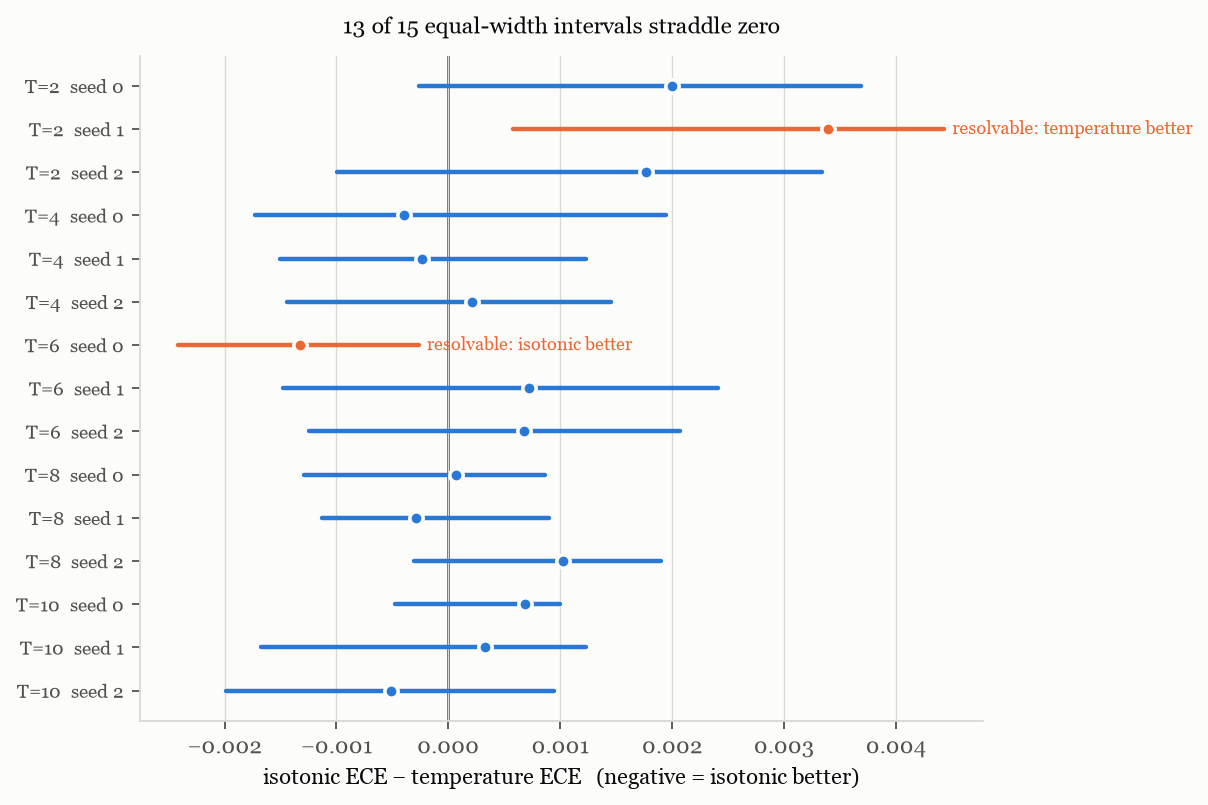 13 of 15 equal-width intervals straddle zero
T=2 seed 0
T=2 seed 1
resolvable: temperature better
T=2 seed 2
T=4 seed 0
T=4 seed 1
T=4 seed 2
T=6 seed 0
resolvable: isotonic better
T=6 seed 1
T=6 seed 2
T=8 seed 0
T=8 seed 1
T=8 seed 2
T=10 seed 0
T=10 seed 1
T=10 seed 2
−0.002 −0.001 0.000 0.001 0.002 0.003 0.004
isotonic ECE − temperature ECE (negative = isotonic better)